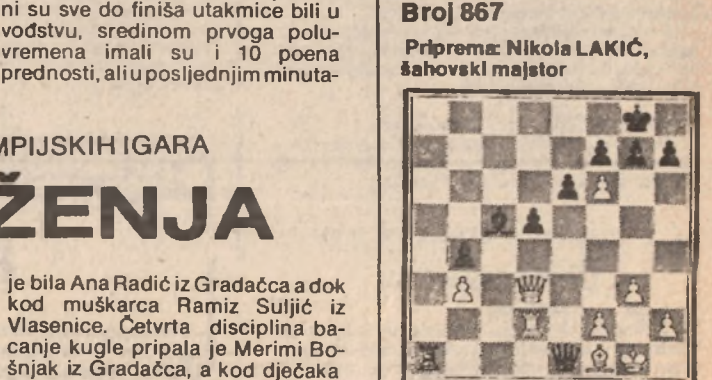 ni su sve do finiša utakmice bili u
vođstvu, sredinom prvoga polu-
vremena imali su i 10 poena
prednosti, ali u posljednjim minuta-
MPIJSKIH IGARA
ŽENJA
je bila Ana Radić iz Gradačca a dok
kod muškarca Ramiz Suljić iz
Vlasenice. Četvrta disciplina ba-
canje kugle pripala je Merimi Bo-
šnjak iz Gradačca, a kod dječaka
Broj 867
Priprema: Nikola LAKIĆ,
šahovski majstor